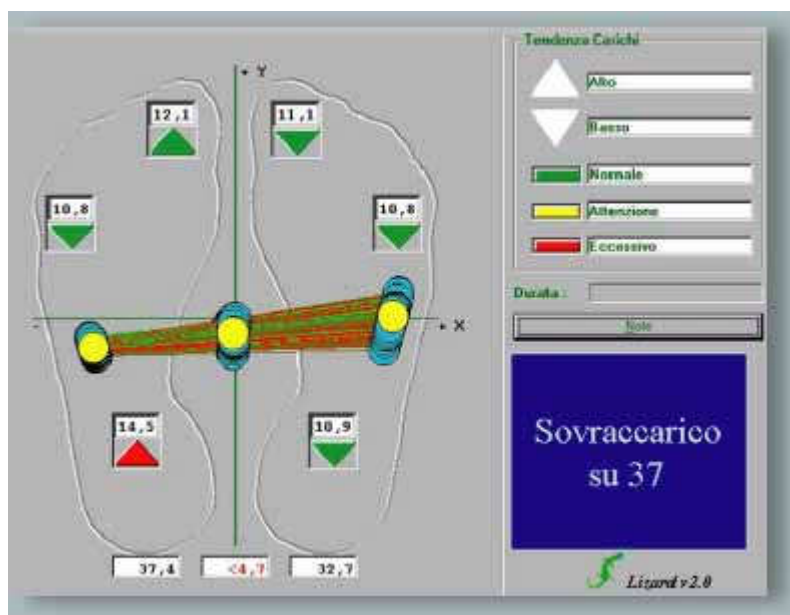 Tendenza Carichi
+ Y
Alto
12,1
11,1
Basso
Normale
10,8
10,8
Attenzione
Eccessivo
Durata :
- + X
Note
14,5
10,9
Sovraccarico
su 37
37,4
<4,7
32,7
Lizard v2.0